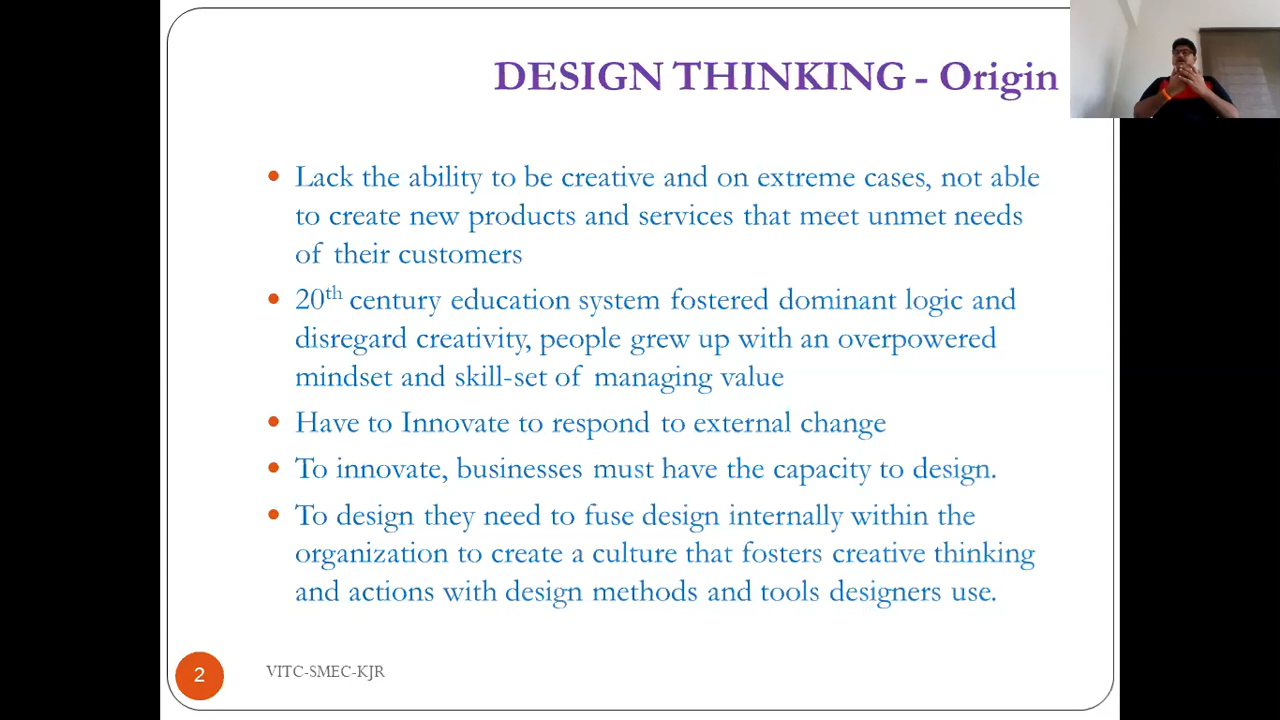 DESIGN THINKING - Origin
• Lack the ability to be creative and on extreme cases, not able
to create new products and services that meet unmet needs
of their customers
• 20th century education system fostered dominant logic and
disregard creativity, people grew up with an overpowered
mindset and skill-set of managing value
• Have to Innovate to respond to external change
• To innovate, businesses must have the capacity to design.
• To design they need to fuse design internally within the
organization to create a culture that fosters creative thinking
and actions with design methods and tools designers use.
2
VITC-SMEC-KJR